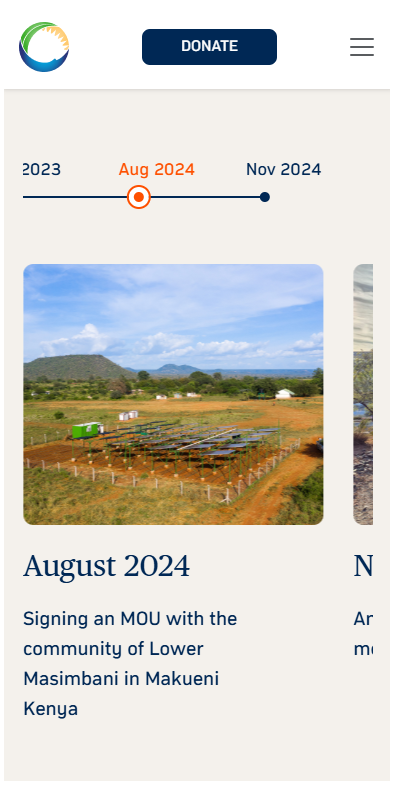 DONATE
2023 Aug 2024 Nov 2024
August 2024
Signing an MOU with the
community of Lower
Masimbani in Makueni
Kenya